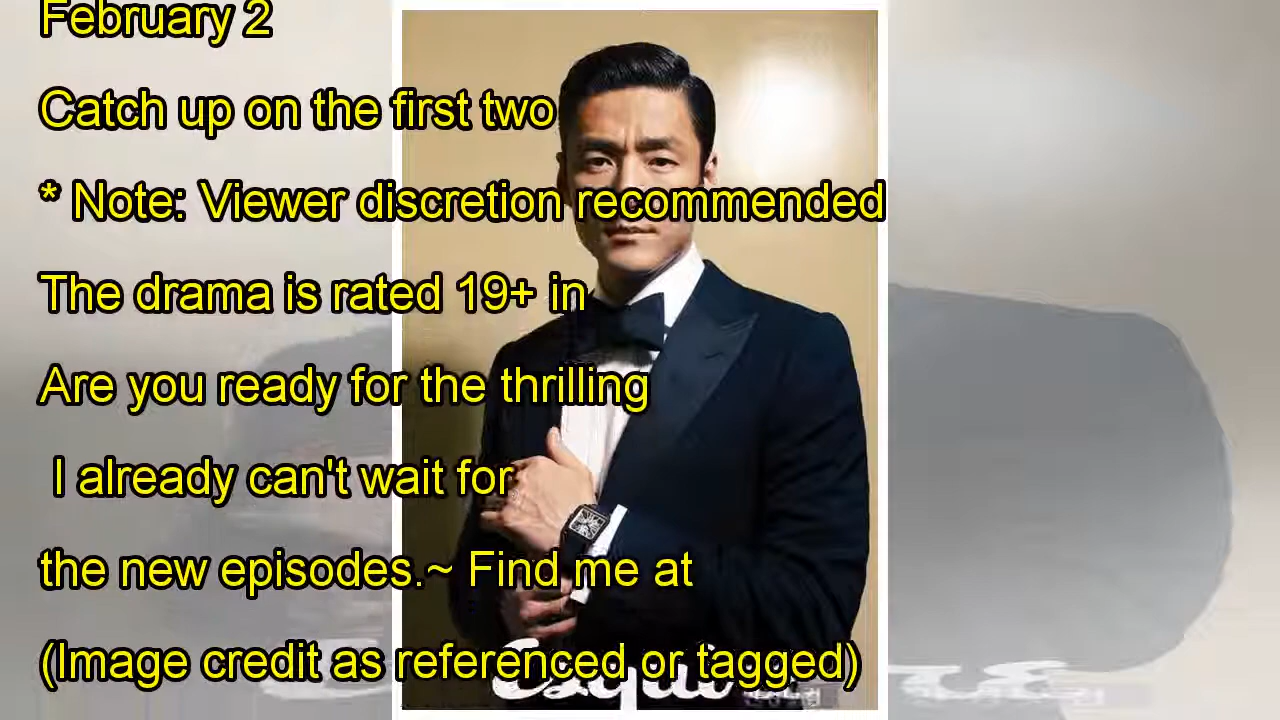 February 2
Catch up on the first two
* Note: Viewer discretion recommended
The drama is rated 19+ in
Are you ready for the thrilling
I already can't wait for
the new episodes.~ Find me at
(Image credit as referenced or tagged)